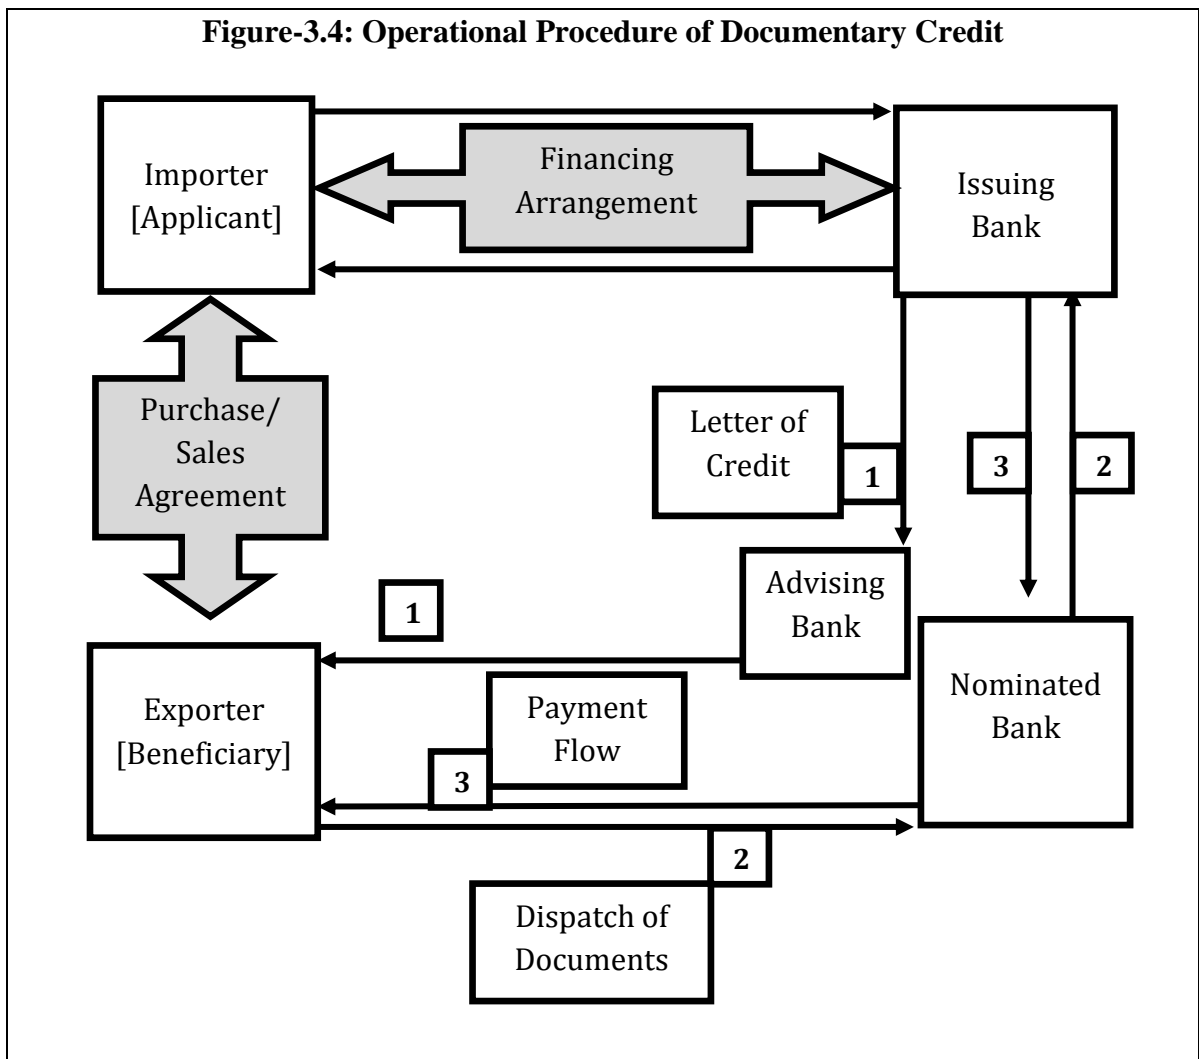 Figure-3.4: Operational Procedure of Documentary Credit
Importer
[Applicant]
Financing
Arrangement
Issuing
Bank
Purchase/
Sales
Agreement
Letter of
Credit
1
3
2
Advising
Bank
1
Exporter
[Beneficiary]
Payment
Flow
3
Nominated
Bank
2
Dispatch of
Documents